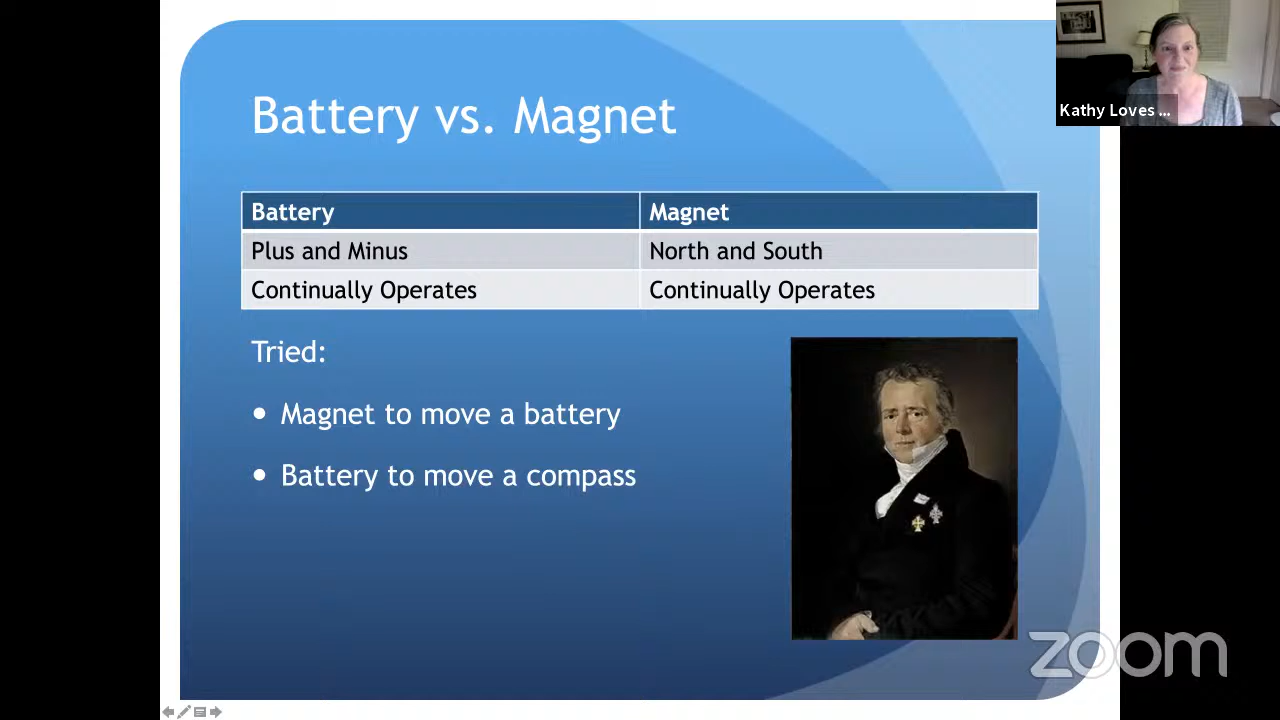 Battery vs. Magnet
Kathy Loves ...
Battery Magnet
Plus and Minus North and South
Continually Operates Continually Operates
Tried:
• Magnet to move a battery
• Battery to move a compass
zoom